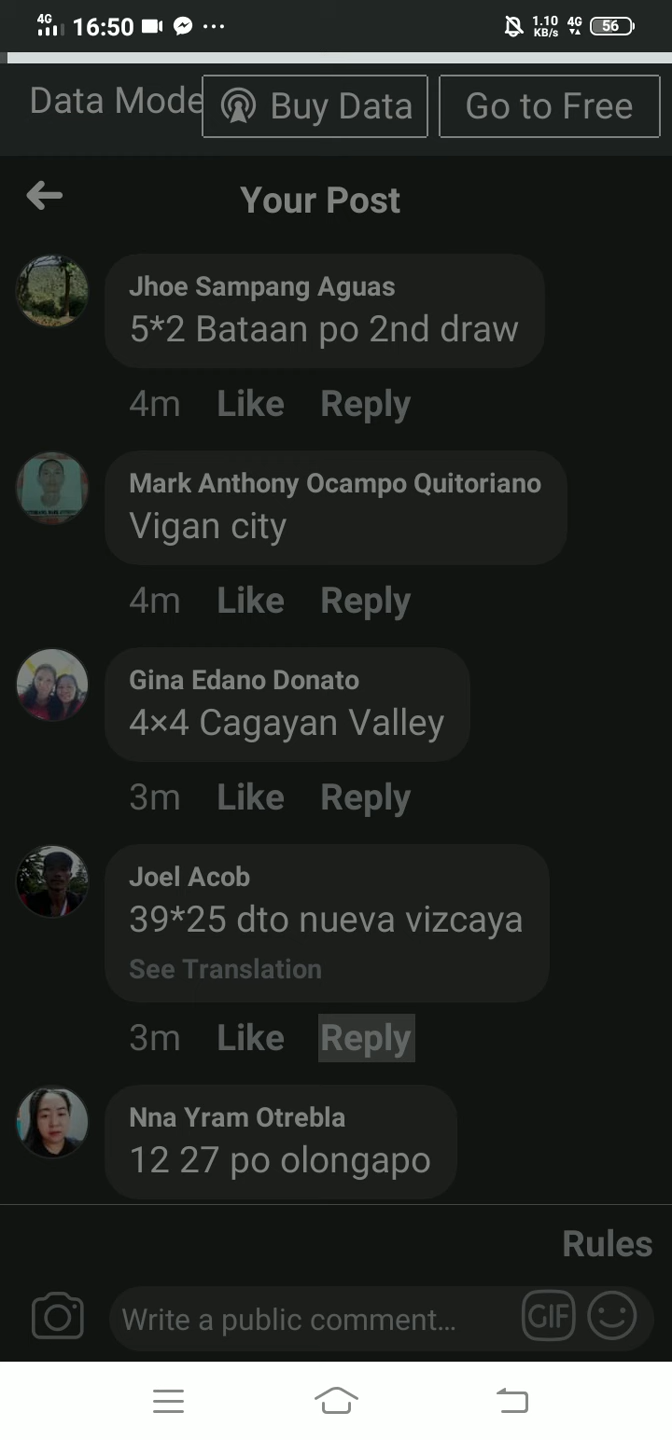 4G 16:50 ... 1.10 KB/s 4G 56
Data Mode Buy Data Go to Free
Your Post
Jhoe Sampang Aguas
5*2 Bataan po 2nd draw
4m Like Reply
Mark Anthony Ocampo Quitoriano
Vigan city
4m Like Reply
Gina Edano Donato
4×4 Cagayan Valley
3m Like Reply
Joel Acob
39*25 dto nueva vizcaya
See Translation
3m Like Reply
Nna Yram Otrebla
12 27 po olongapo
Rules
Write a public comment... GIF